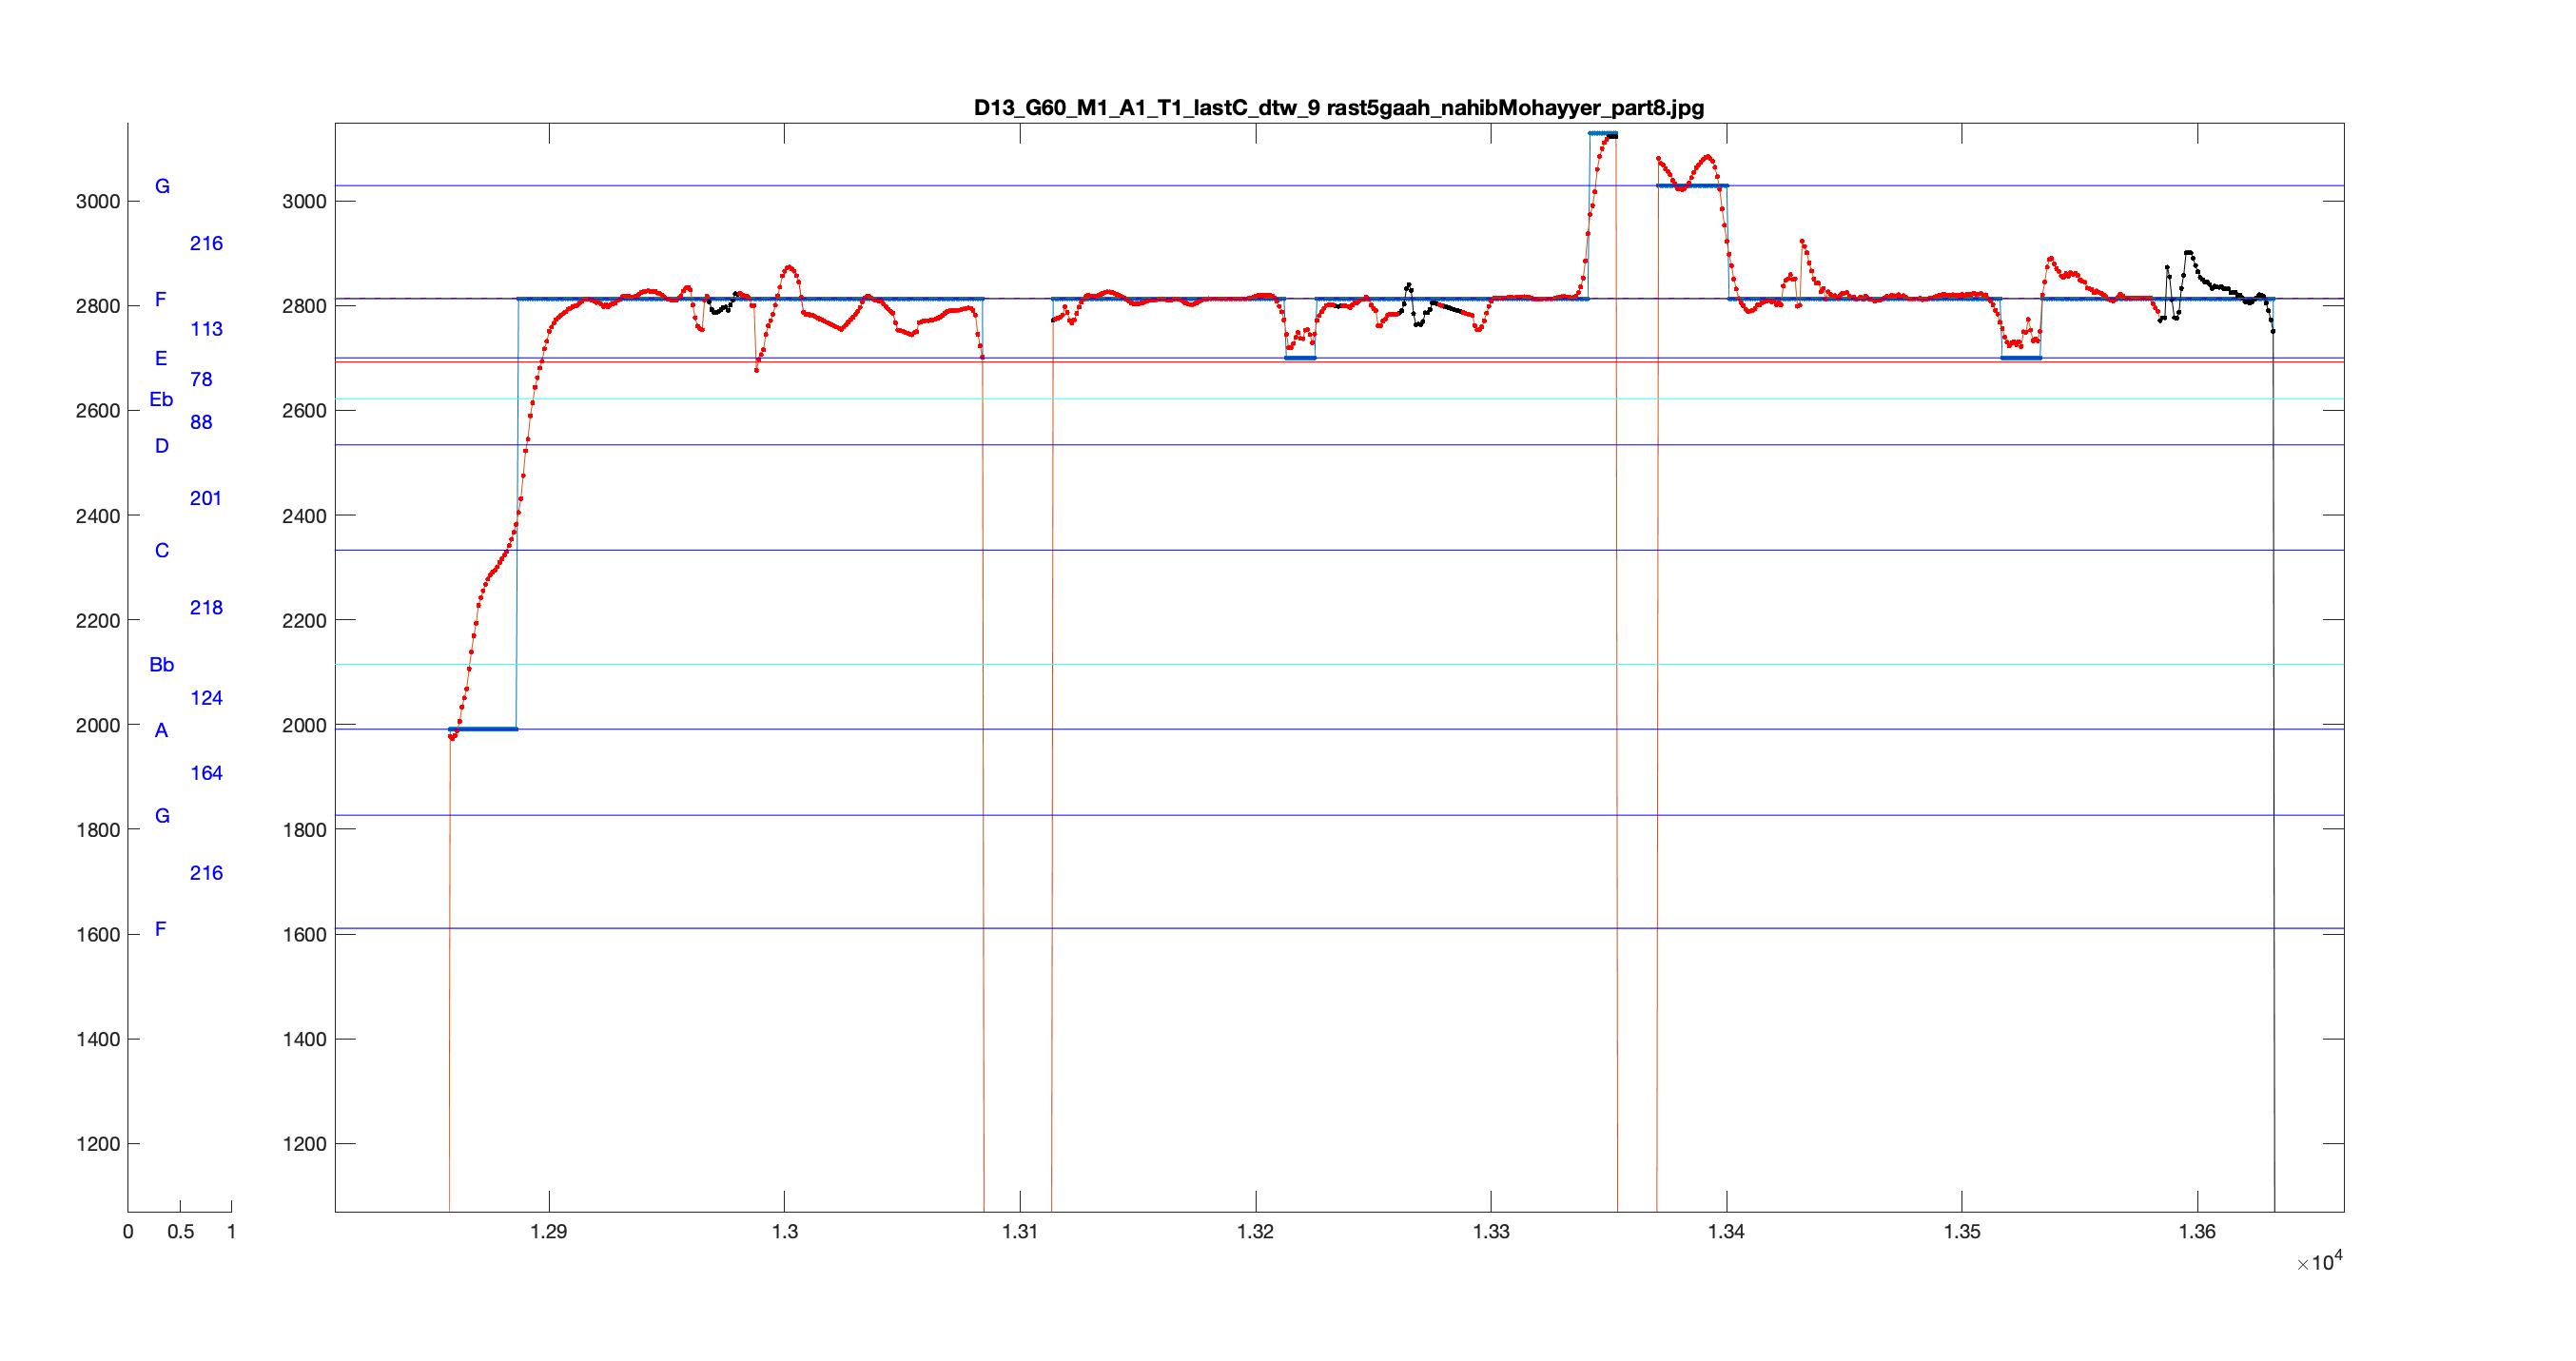 D13_G60_M1_A1_T1_lastC_dtw_9 rast5gaah_nahibMohayyer_part8.jpg
3000 G 3000
216
F
2800 2800
113
E
78
Eb
2600 2600
88
D
201
2400 2400
C
218
2200 2200
Bb
124
2000 A 2000
164
G
1800 1800
216
F
1600 1600
1400 1400
1200 1200
0 0.5 1 1.29 1.3 1.31 1.32 1.33 1.34 1.35 1.36
×10⁴